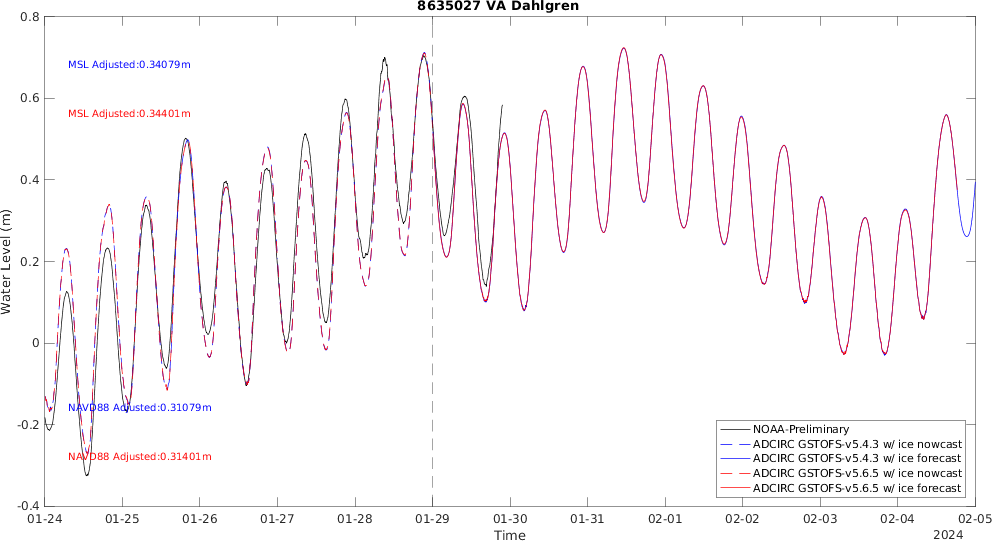 8635027 VA Dahlgren
0.8
MSL Adjusted:0.34079m
0.6
MSL Adjusted:0.34401m
0.4
Water Level (m)
0.2
0
-0.2
NAVD88 Adjusted:0.31079m
NAVD88 Adjusted:0.31401m
-0.4
NOAA-Preliminary
ADCIRC GSTOFS-v5.4.3 w/ ice nowcast
ADCIRC GSTOFS-v5.4.3 w/ ice forecast
ADCIRC GSTOFS-v5.6.5 w/ ice nowcast
ADCIRC GSTOFS-v5.6.5 w/ ice forecast
01-24 01-25 01-26 01-27 01-28 01-29 01-30 01-31 02-01 02-02 02-03 02-04 02-05
Time
2024